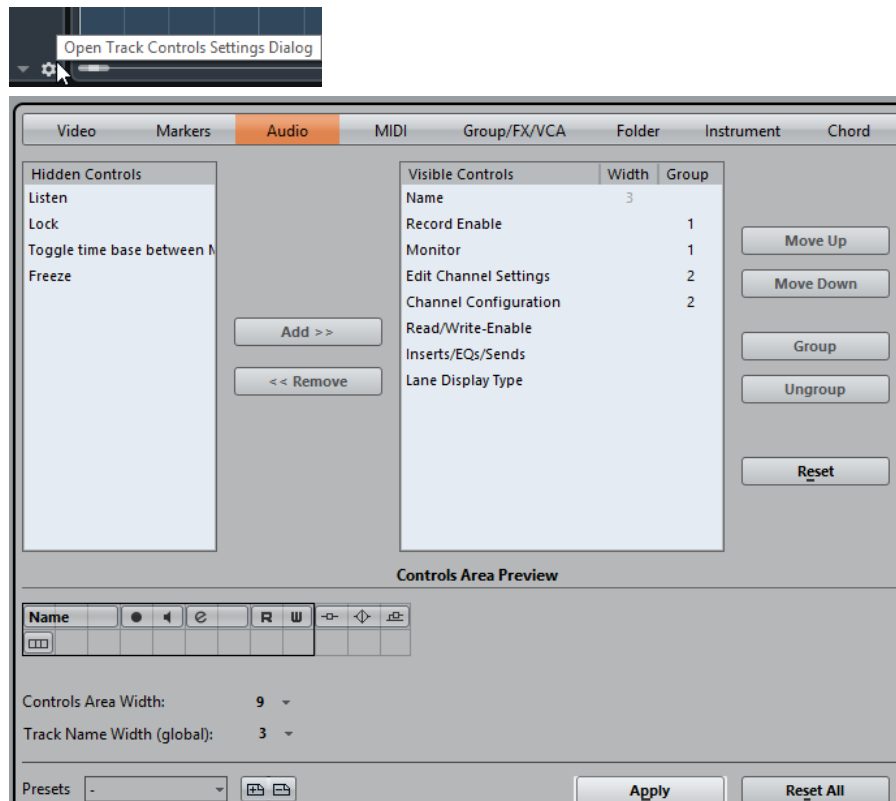 Open Track Controls Settings Dialog
Video Markers Audio MIDI Group/FX/VCA Folder Instrument Chord
Hidden Controls
Listen
Lock
Toggle time base between
Freeze
Add >>
<< Remove
Visible Controls Width Group
Name 3
Record Enable 1
Monitor 1
Edit Channel Settings 2
Channel Configuration 2
Read/Write-Enable
Inserts/EQs/Sends
Lane Display Type
Move Up
Move Down
Group
Ungroup
Reset
Controls Area Preview
Name e R W
Controls Area Width: 9
Track Name Width (global): 3
Presets - Apply Reset All